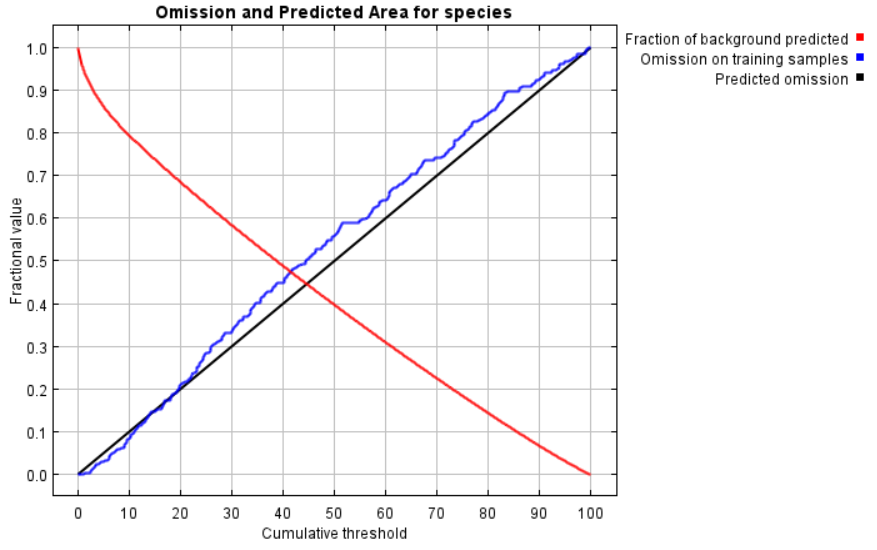 Omission and Predicted Area for species
Fraction of background predicted
Omission on training samples
Predicted omission
Fractional value
1.0
0.9
0.8
0.7
0.6
0.5
0.4
0.3
0.2
0.1
0.0
0 10 20 30 40 50 60 70 80 90 100
Cumulative threshold